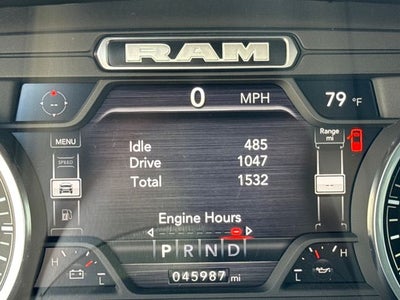 RAM
0 MPH
79 °F
MENU
Range
mi
Idle 485
Drive 1047
Total 1532
Engine Hours
P R N D
C H
L H
045987 mi